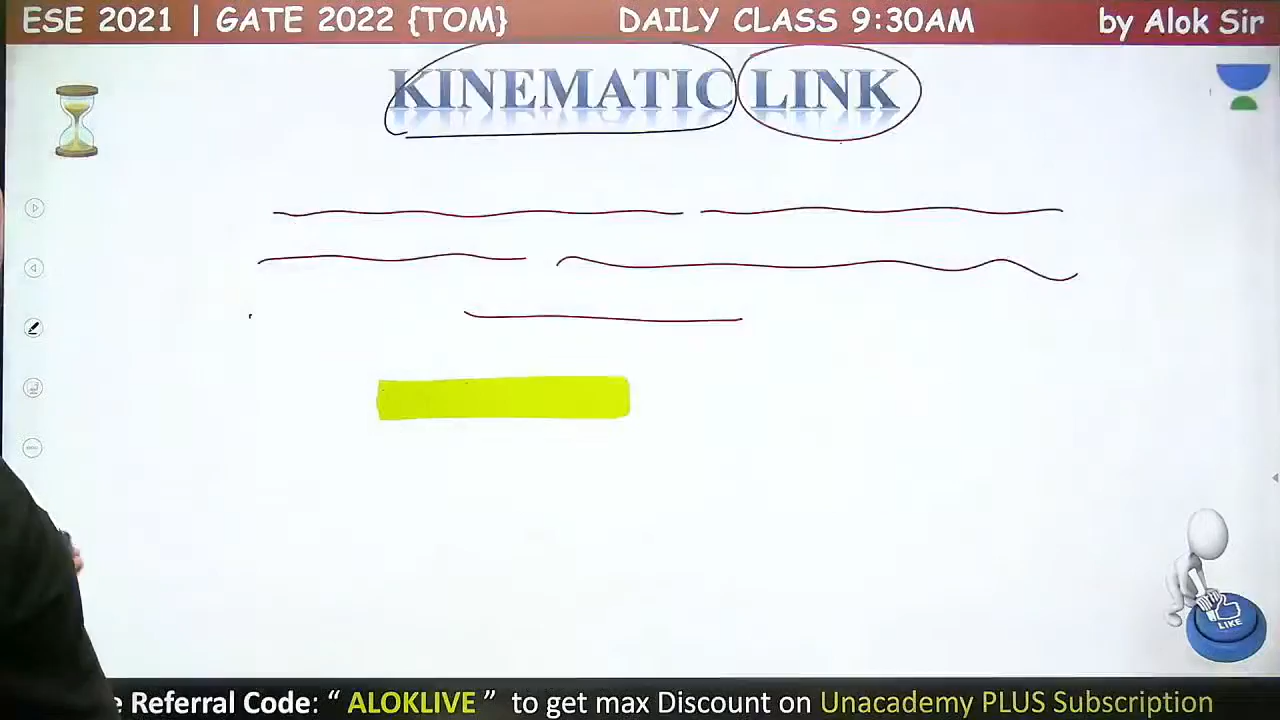 ESE 2021 | GATE 2022 {TOM} DAILY CLASS 9:30AM by Alok Sir
KINEMATIC LINK
LIKE
Referral Code: “ ALOKLIVE ” to get max Discount on Unacademy PLUS Subscription